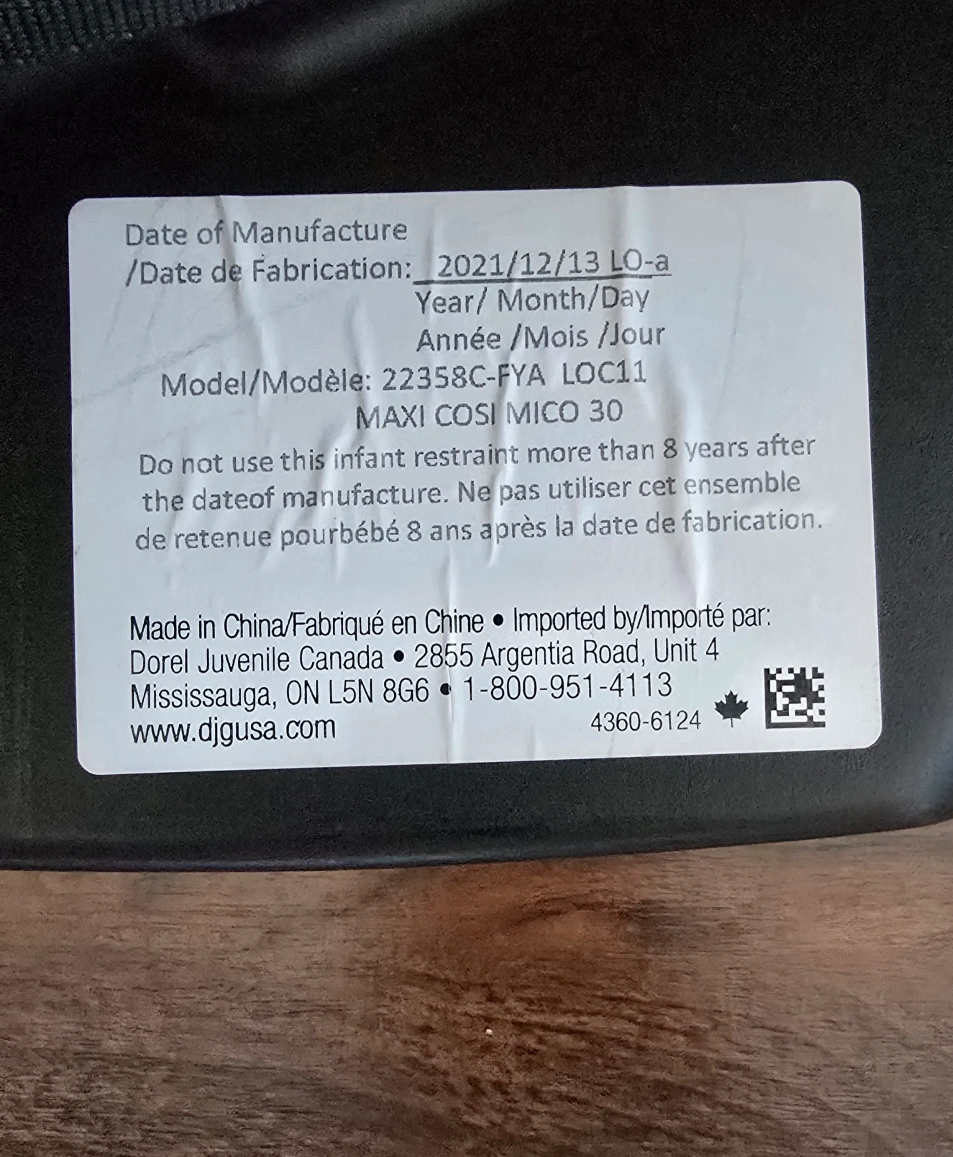 Date of Manufacture
/Date de Fabrication: 2021/12/13 LO-a
Year/ Month/Day
Année /Mois /Jour
Model/Modèle: 22358C-FYA LOC11
MAXI COSI MICO 30
Do not use this infant restraint more than 8 years after
the dateof manufacture. Ne pas utiliser cet ensemble
de retenue pourbébé 8 ans après la date de fabrication.
Made in China/Fabriqué en Chine • Imported by/Importé par:
Dorel Juvenile Canada • 2855 Argentia Road, Unit 4
Mississauga, ON L5N 8G6 • 1-800-951-4113
www.djgusa.com
4360-6124